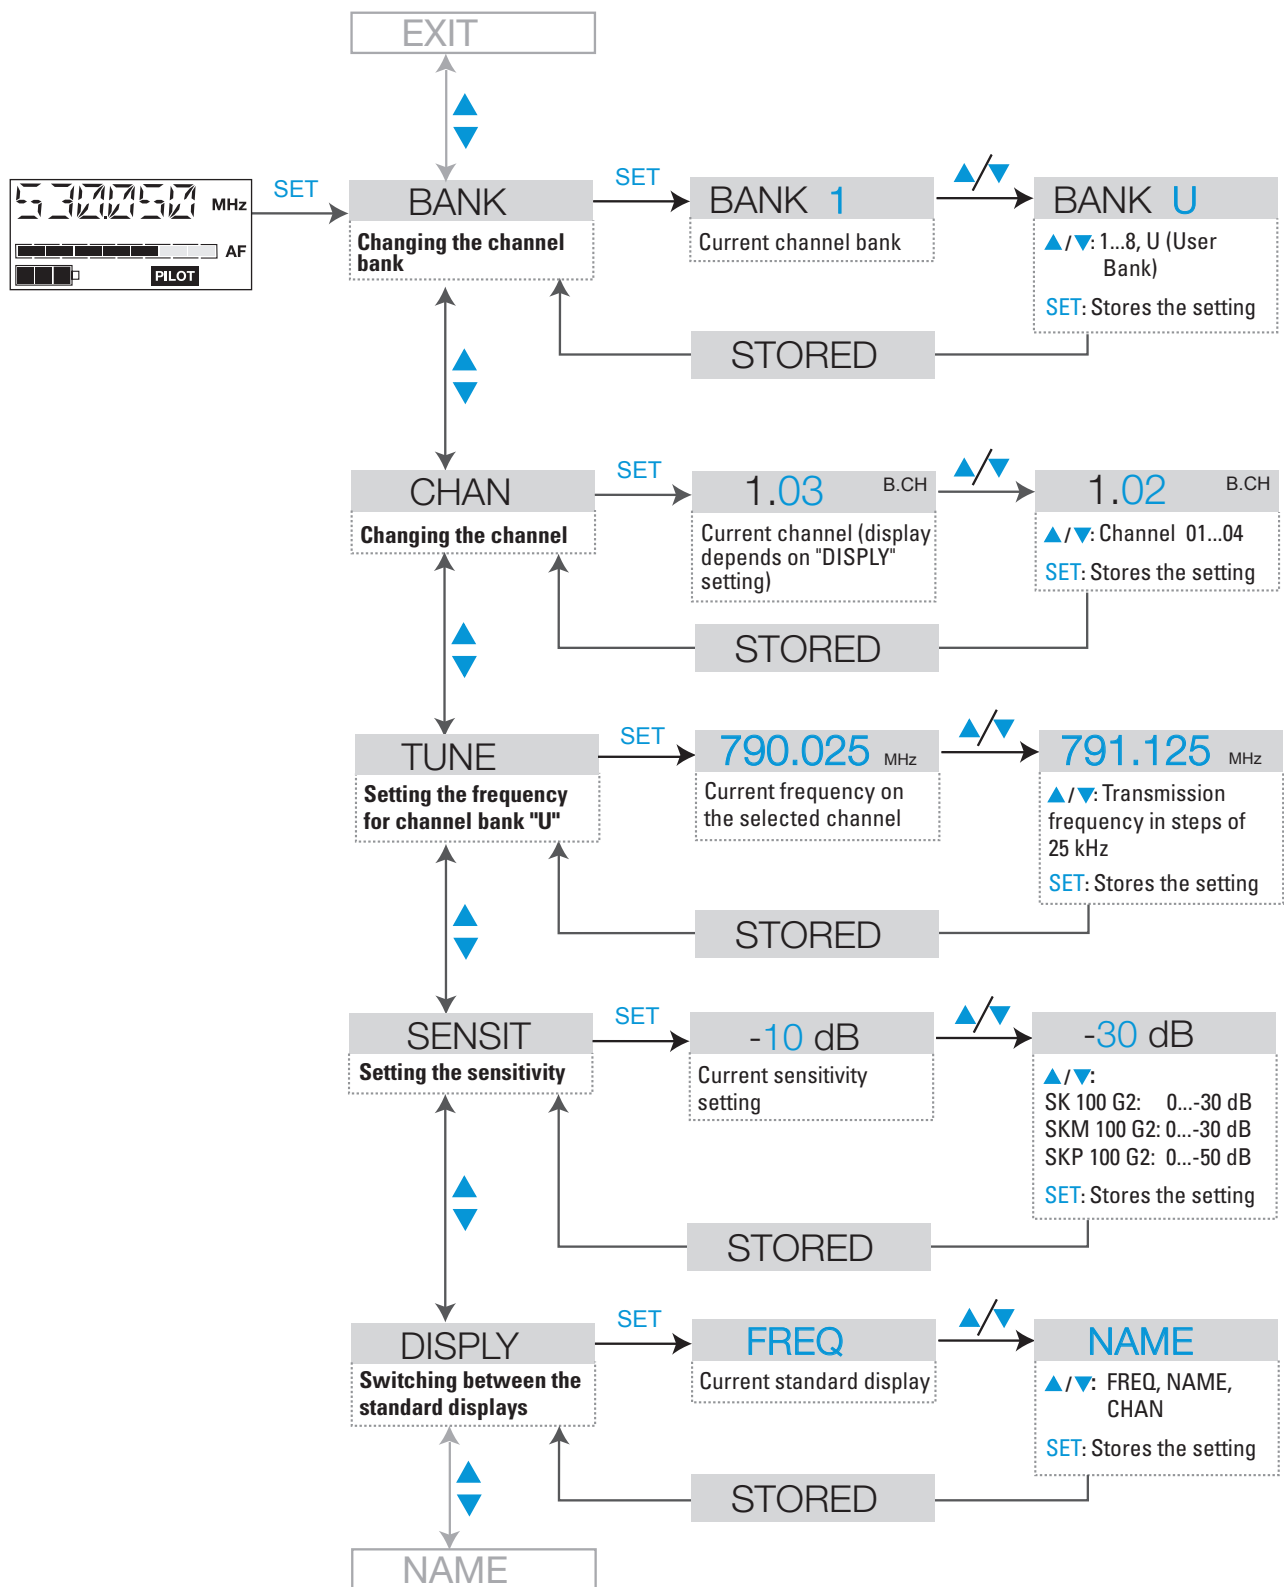 EXIT
530.050 MHz
AF
PILOT
SET
BANK
Changing the channel
bank
SET
BANK 1
Current channel bank
▲/▼
BANK U
▲/▼: 1...8, U (User
Bank)
SET: Stores the setting
STORED
CHAN
Changing the channel
SET
1.03 B.CH
Current channel (display
depends on "DISPLY"
setting)
▲/▼
1.02 B.CH
▲/▼: Channel 01...04
SET: Stores the setting
STORED
TUNE
Setting the frequency
for channel bank "U"
SET
790.025 MHz
Current frequency on
the selected channel
▲/▼
791.125 MHz
▲/▼: Transmission
frequency in steps of
25 kHz
SET: Stores the setting
STORED
SENSIT
Setting the sensitivity
SET
-10 dB
Current sensitivity
setting
▲/▼
-30 dB
▲/▼:
SK 100 G2: 0...-30 dB
SKM 100 G2: 0...-30 dB
SKP 100 G2: 0...-50 dB
SET: Stores the setting
STORED
DISPLY
Switching between the
standard displays
SET
FREQ
Current standard display
▲/▼
NAME
▲/▼: FREQ, NAME,
CHAN
SET: Stores the setting
STORED
NAME